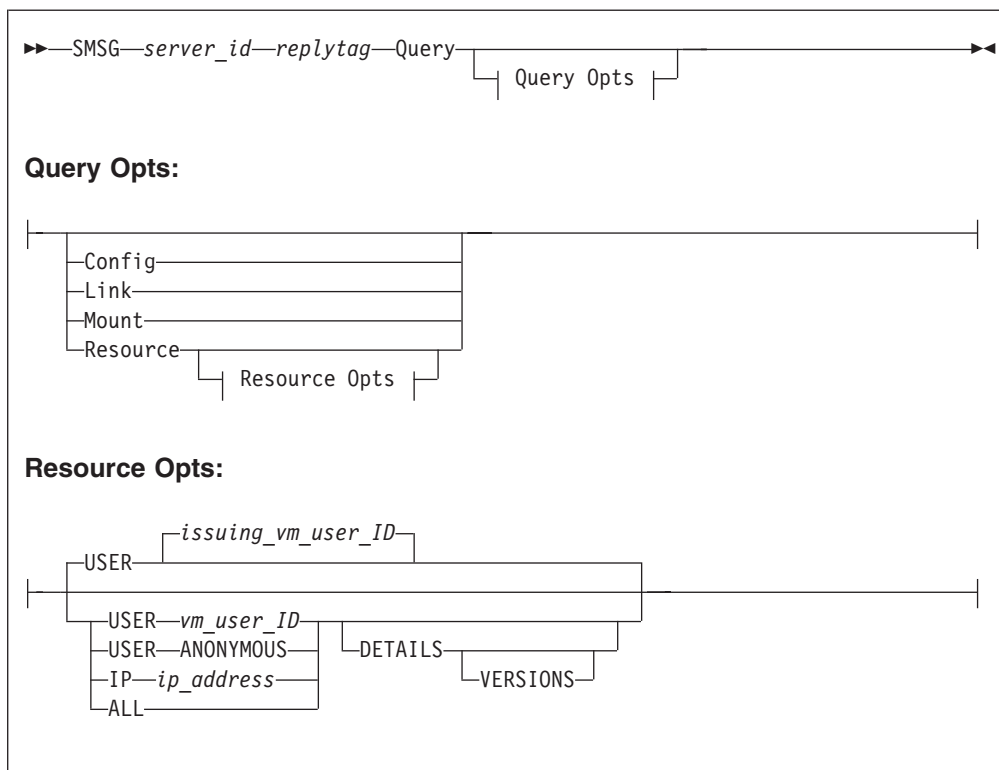 SMSG server_id replytag Query
Query Opts
Query Opts:
Config
Link
Mount
Resource
Resource Opts
Resource Opts:
issuing_vm_user_ID
USER
USER vm_user_ID
USER ANONYMOUS
IP ip_address
ALL
DETAILS
VERSIONS